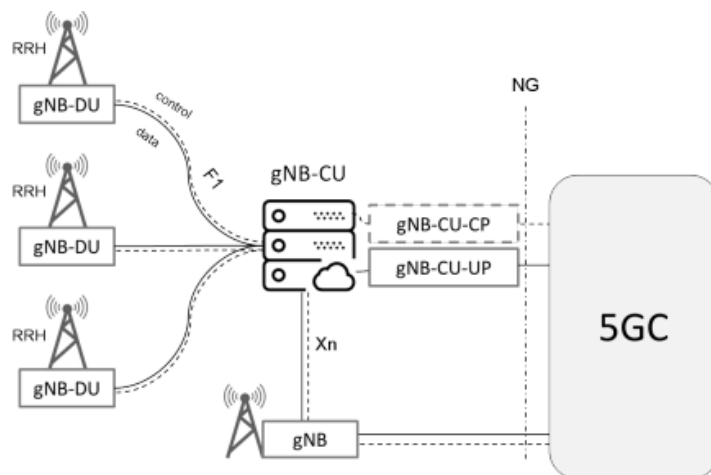 RRH
gNB-DU
control
data
F1
NG
gNB-CU
RRH
gNB-DU
gNB-CU-CP
gNB-CU-UP
5GC
RRH
gNB-DU
Xn
gNB